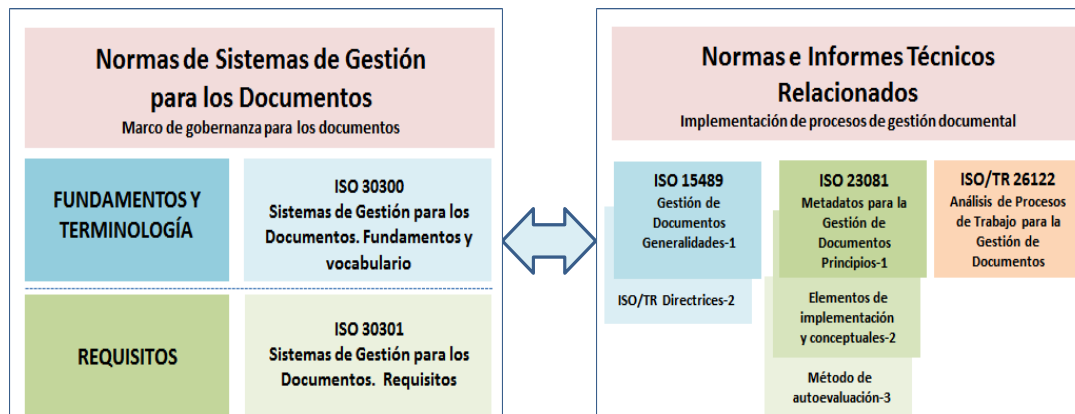 Normas de Sistemas de Gestión
para los Documentos
Marco de gobernanza para los documentos
FUNDAMENTOS Y
TERMINOLOGÍA
ISO 30300
Sistemas de Gestión para los
Documentos. Fundamentos y
vocabulario
REQUISITOS
ISO 30301
Sistemas de Gestión para los
Documentos. Requisitos
Normas e Informes Técnicos
Relacionados
Implementación de procesos de gestión documental
ISO 15489
Gestión de
Documentos
Generalidades-1
ISO/TR Directrices-2
ISO 23081
Metadatos para la
Gestión de
Documentos
Principios-1
Elementos de
implementación
y conceptuales-2
Método de
autoevaluación-3
ISO/TR 26122
Análisis de Procesos
de Trabajo para la
Gestión de
Documentos